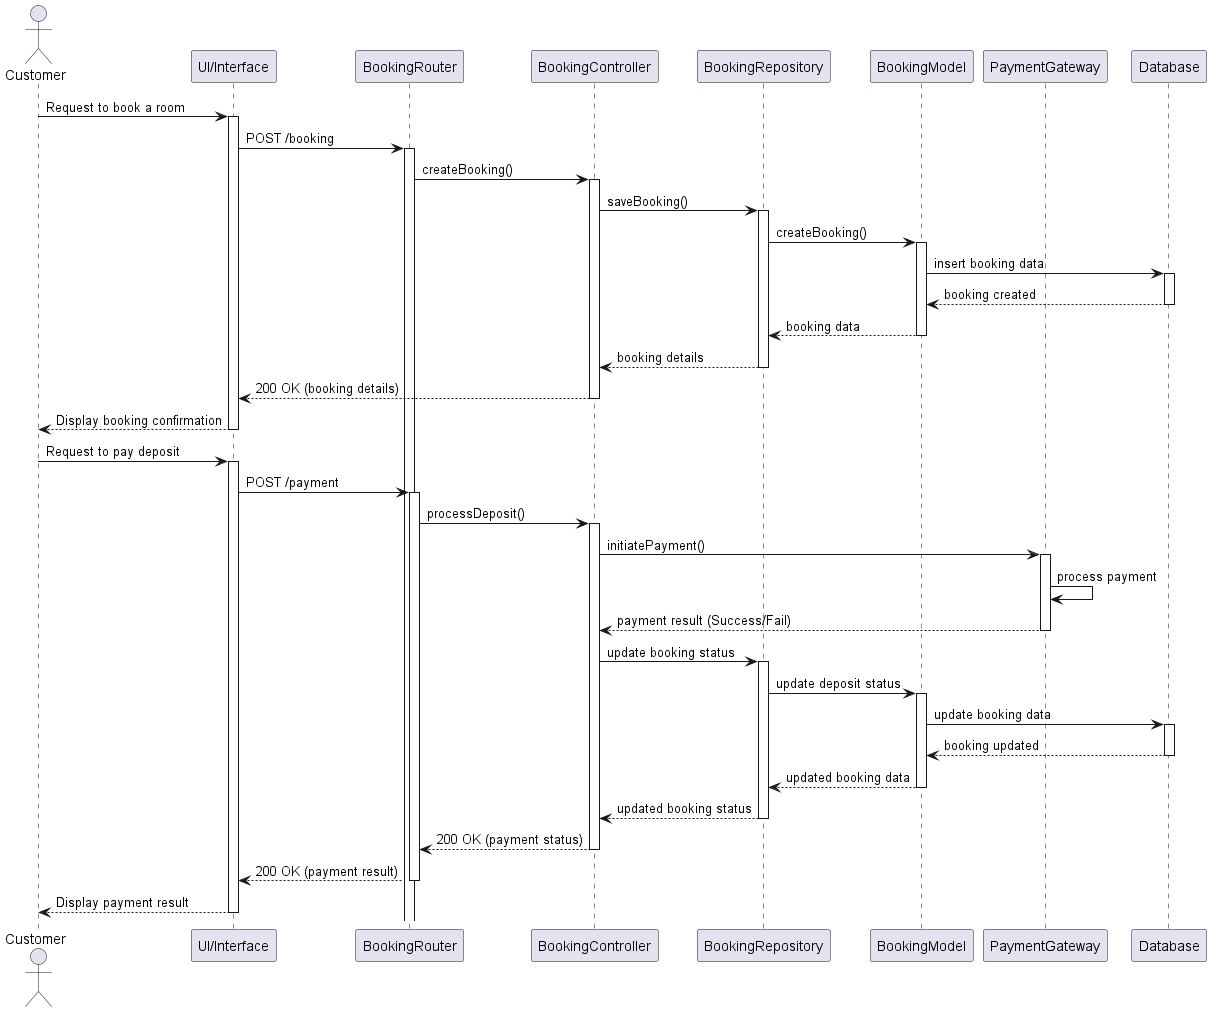 Customer
UI/Interface
BookingRouter
BookingController
BookingRepository
BookingModel
PaymentGateway
Database
Request to book a room
POST /booking
createBooking()
saveBooking()
createBooking()
insert booking data
booking created
booking data
booking details
200 OK (booking details)
Display booking confirmation
Request to pay deposit
POST /payment
processDeposit()
initiatePayment()
process payment
payment result (Success/Fail)
update booking status
update deposit status
update booking data
booking updated
updated booking data
updated booking status
200 OK (payment status)
200 OK (payment result)
Display payment result
Customer
UI/Interface
BookingRouter
BookingController
BookingRepository
BookingModel
PaymentGateway
Database